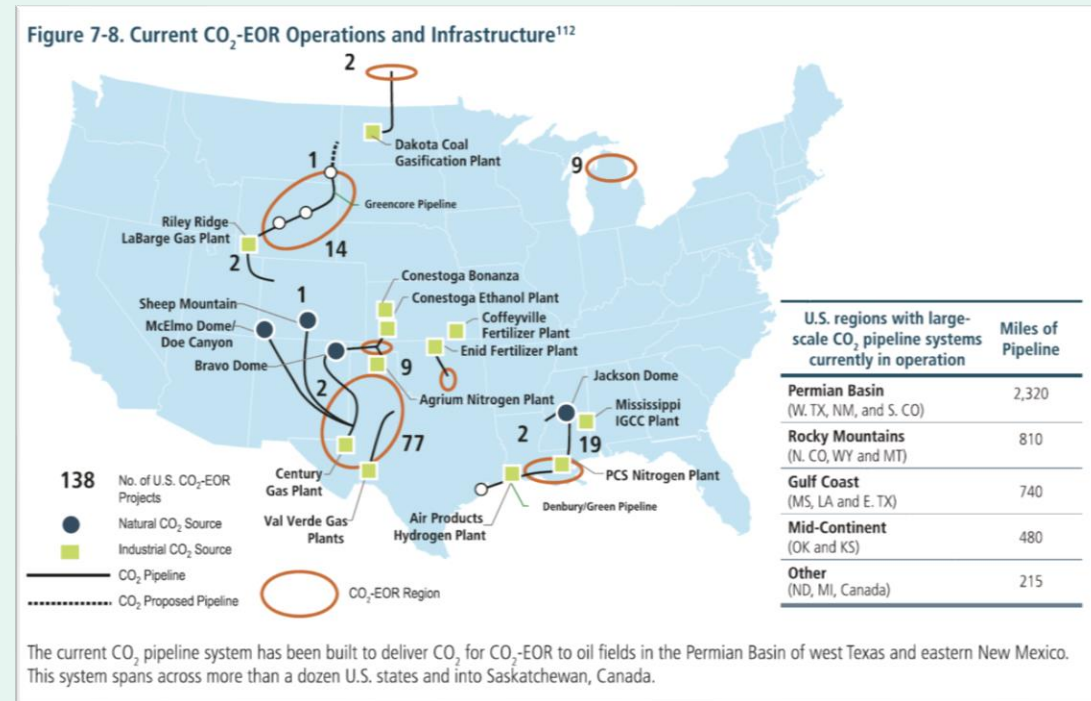 Figure 7-8. Current CO₂-EOR Operations and Infrastructure¹¹²
2
Dakota Coal
Gasification Plant
9
1
Greencore Pipeline
Riley Ridge
LaBarge Gas Plant
14
2
Conestoga Bonanza
Sheep Mountain
1
Conestoga Ethanol Plant
McElmo Dome/
Doe Canyon
Coffeyville
Fertilizer Plant
Enid Fertilizer Plant
Bravo Dome
9
2
Agrium Nitrogen Plant
Jackson Dome
Mississippi
IGCC Plant
77
2
19
Century
Gas Plant
PCS Nitrogen Plant
Val Verde Gas
Plants
Air Products
Hydrogen Plant
Denbury/Green Pipeline
138
No. of U.S. CO₂-EOR
Projects
Natural CO₂ Source
Industrial CO₂ Source
CO₂ Pipeline
CO₂ Proposed Pipeline
CO₂-EOR Region
U.S. regions with large-
scale CO₂ pipeline systems
currently in operation
Miles of
Pipeline
Permian Basin
(W. TX, NM, and S. CO)
2,320
Rocky Mountains
(N. CO, WY and MT)
810
Gulf Coast
(MS, LA and E. TX)
740
Mid-Continent
(OK and KS)
480
Other
(ND, MI, Canada)
215
The current CO₂ pipeline system has been built to deliver CO₂ for CO₂-EOR to oil fields in the Permian Basin of west Texas and eastern New Mexico.
This system spans across more than a dozen U.S. states and into Saskatchewan, Canada.